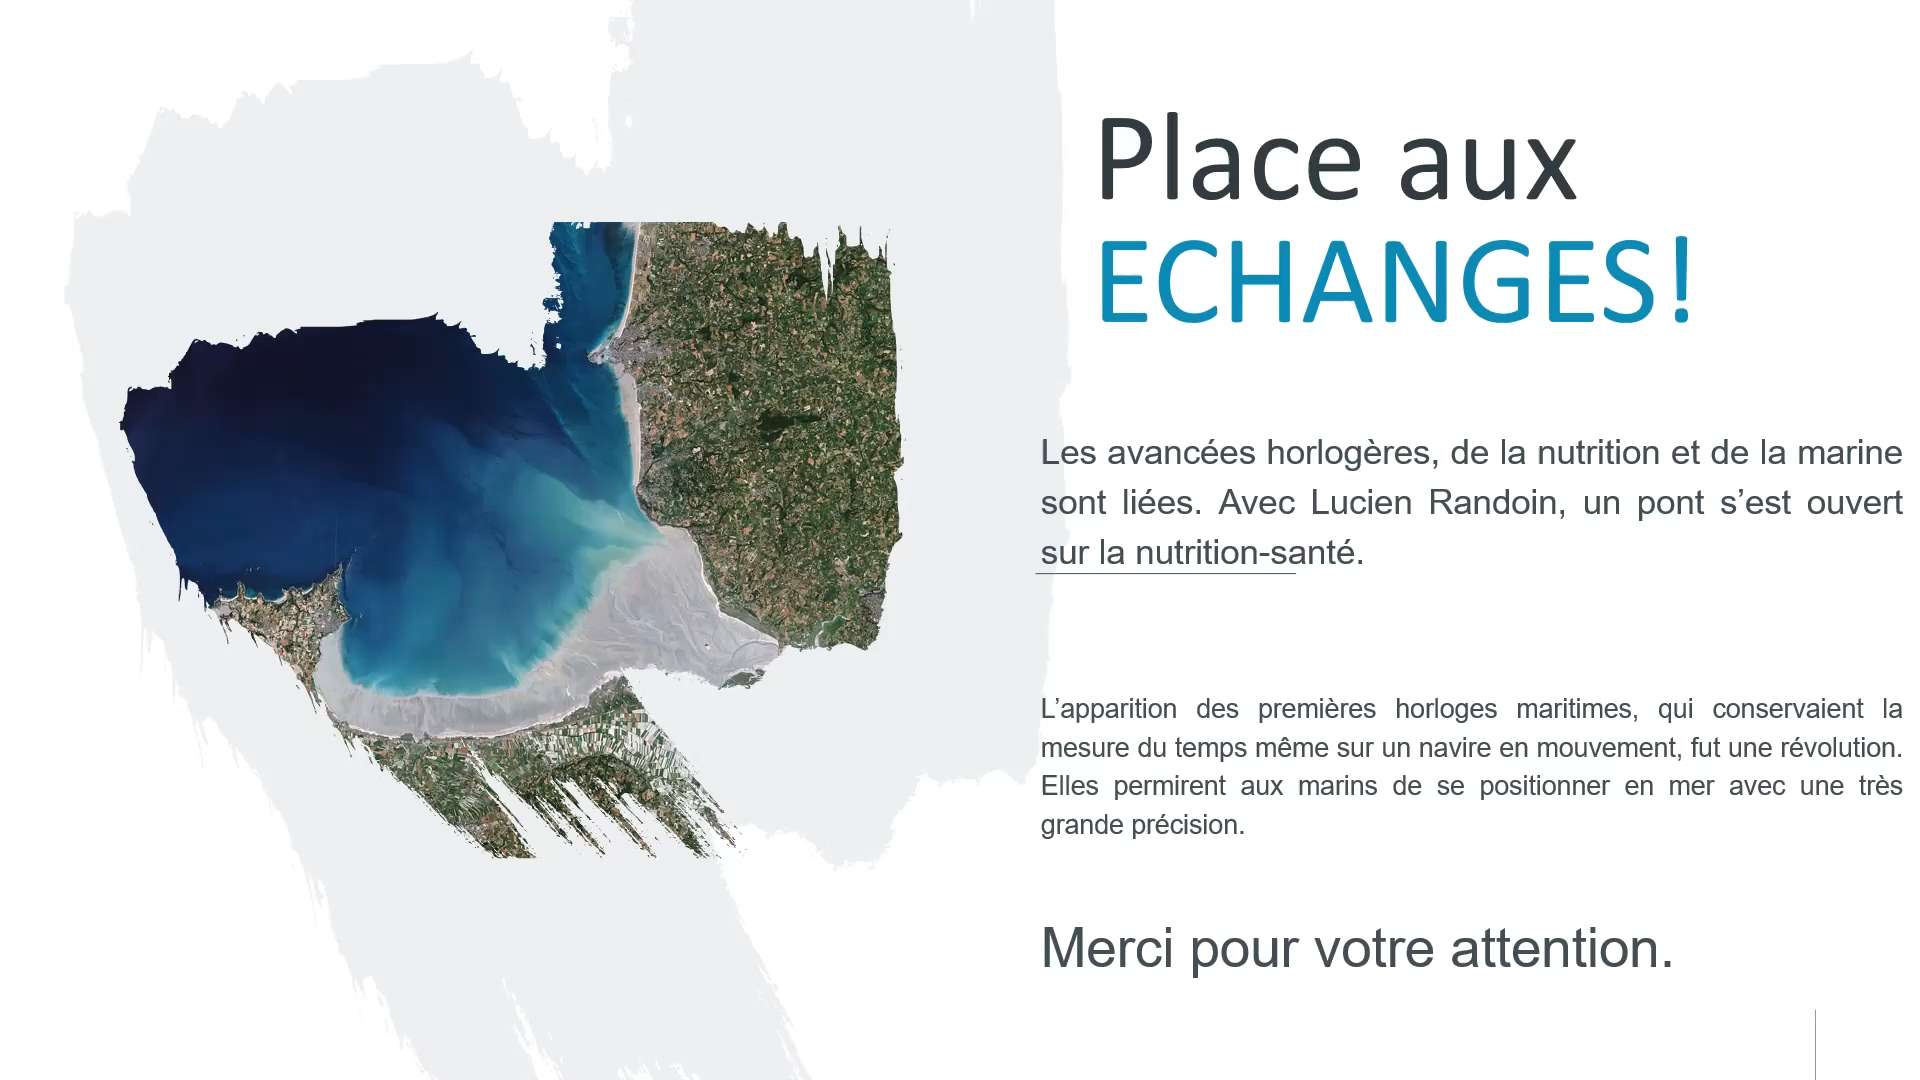 Place aux
ECHANGES!
Les avancées horlogères, de la nutrition et de la marine
sont liées. Avec Lucien Randoin, un pont s’est ouvert
sur la nutrition-santé.
L’apparition des premières horloges maritimes, qui conservaient la
mesure du temps même sur un navire en mouvement, fut une révolution.
Elles permirent aux marins de se positionner en mer avec une très
grande précision.
Merci pour votre attention.